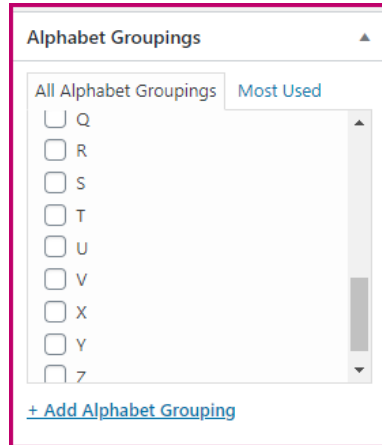 Alphabet Groupings
All Alphabet Groupings Most Used
Q
R
S
T
U
V
X
Y
Z
+ Add Alphabet Grouping